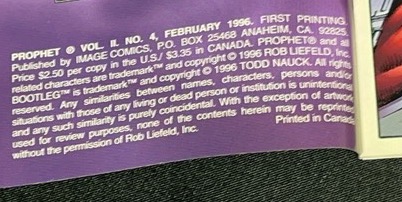 PROPHET ® VOL. II. NO. 4, FEBRUARY 1996. FIRST PRINTING.
Published by IMAGE COMICS, P.O. BOX 25468 ANAHEIM, CA. 92825.
Price $2.50 per copy in the U.S./ $3.35 in CANADA. PROPHET® and all
related characters are trademark™ and copyright © 1996 ROB LIEFELD, Inc.
BOOTLEG™ is trademark™ and copyright © 1996 TODD NAUCK. All rights
reserved. Any similarities between names, characters, persons and/or
situations with those of any living or dead person or institution is unintentional
and any such similarity is purely coincidental. With the exception of artwork
used for review purposes, none of the contents herein may be reprinted
without the permission of Rob Liefeld, Inc. Printed in Canada